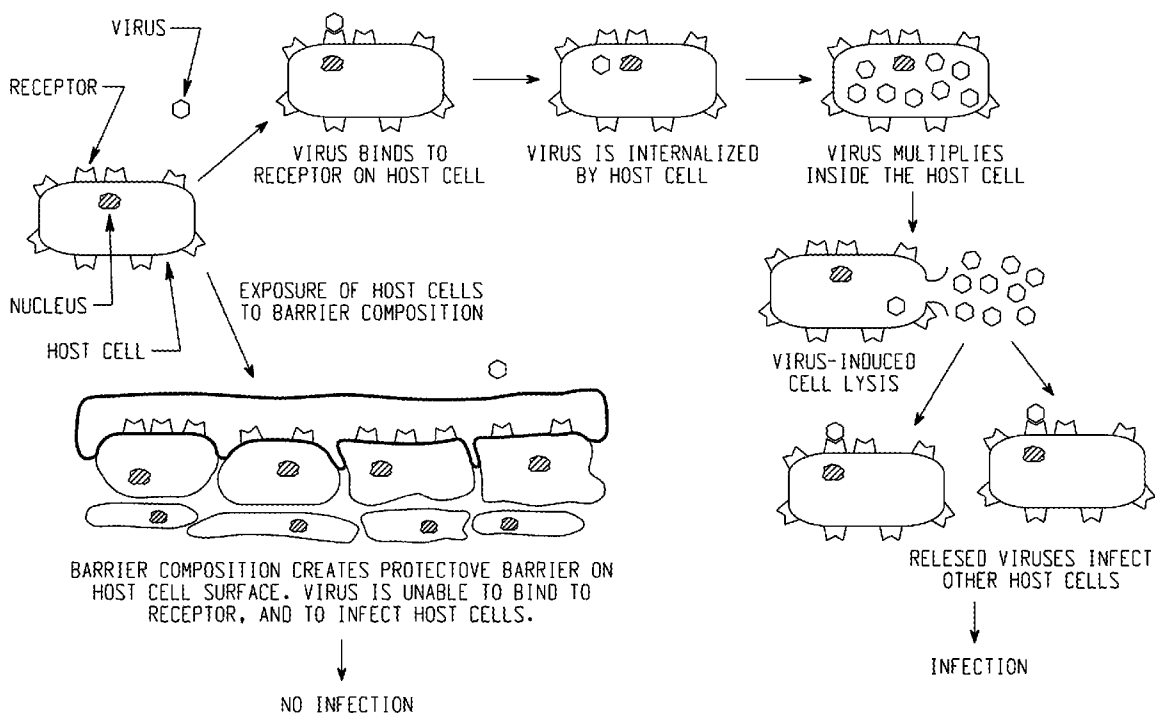 VIRUS
RECEPTOR
NUCLEUS
HOST CELL
VIRUS BINDS TO
RECEPTOR ON HOST CELL
VIRUS IS INTERNALIZED
BY HOST CELL
VIRUS MULTIPLIES
INSIDE THE HOST CELL
EXPOSURE OF HOST CELLS
TO BARRIER COMPOSITION
VIRUS-INDUCED
CELL LYSIS
RELESED VIRUSES INFECT
OTHER HOST CELLS
INFECTION
BARRIER COMPOSITION CREATES PROTECTOVE BARRIER ON
HOST CELL SURFACE. VIRUS IS UNABLE TO BIND TO
RECEPTOR, AND TO INFECT HOST CELLS.
NO INFECTION